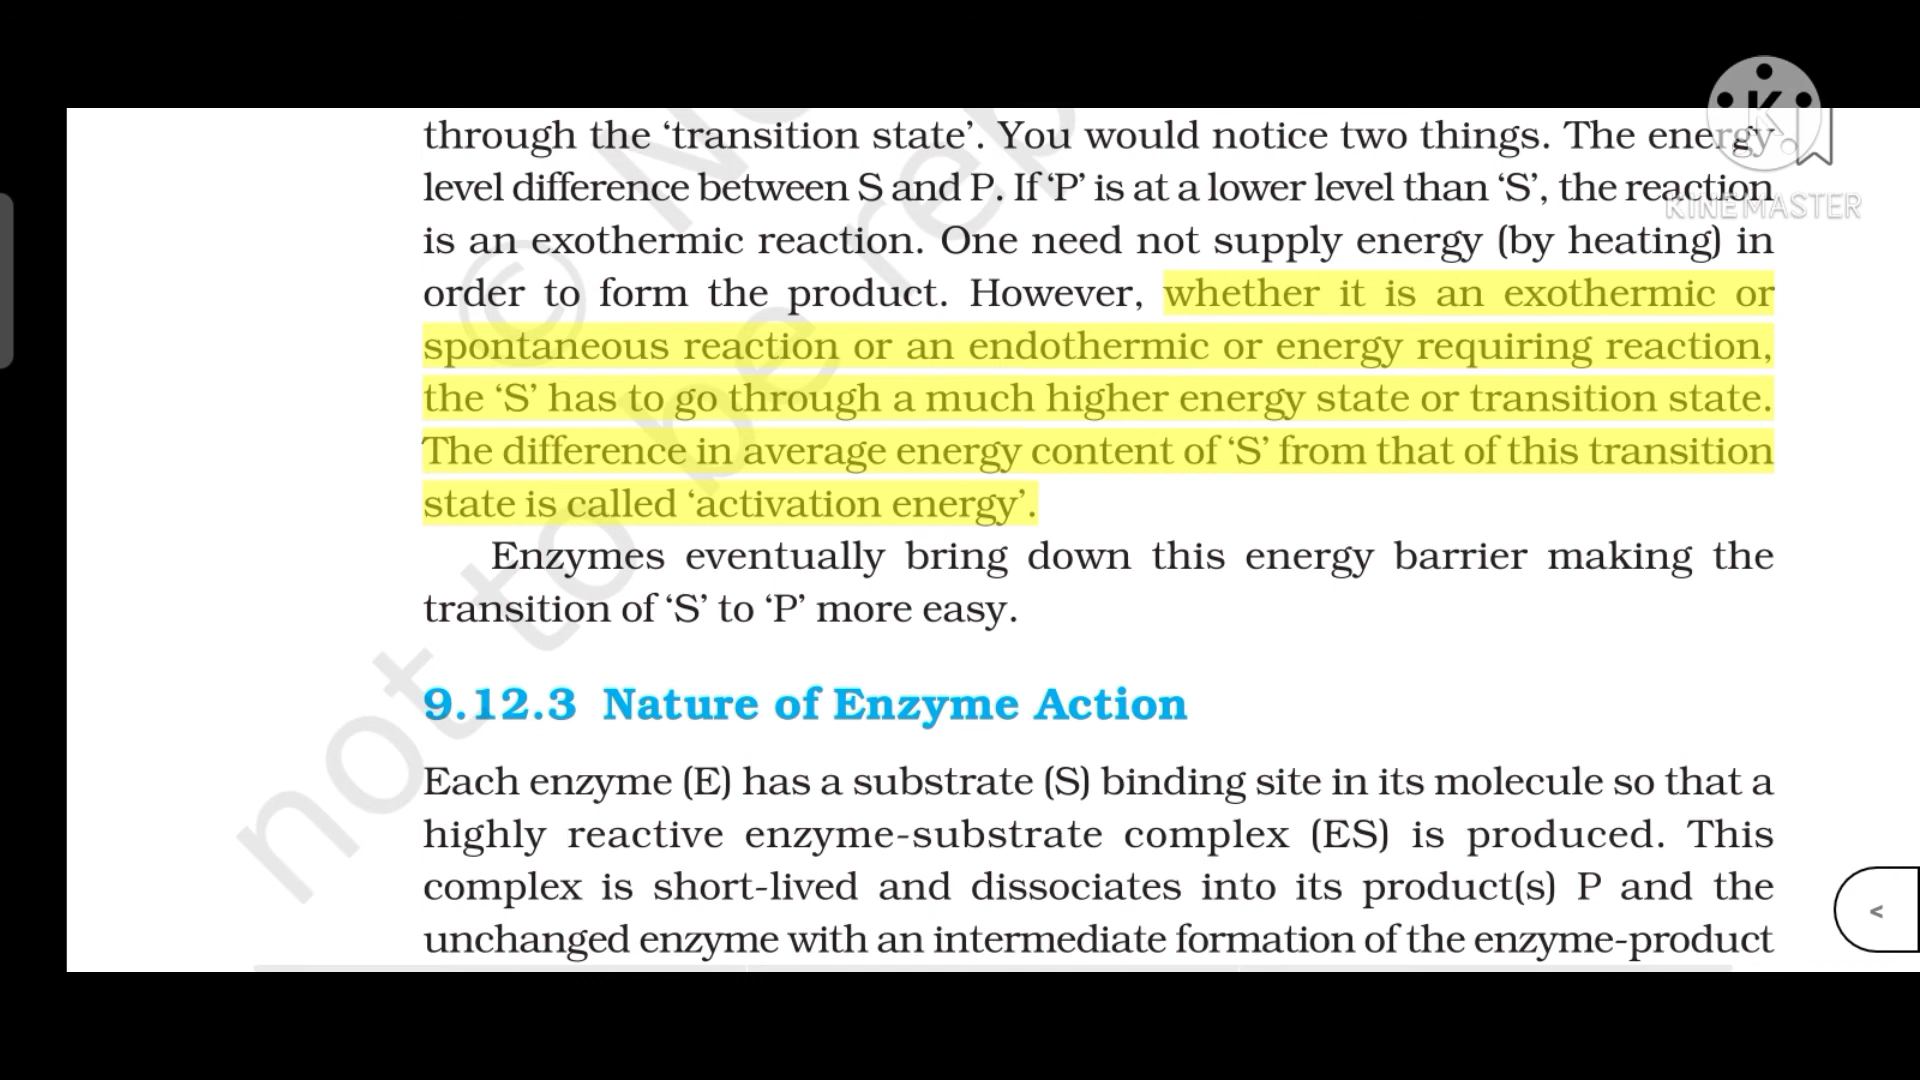 through the ‘transition state’. You would notice two things. The energy
level difference between S and P. If ‘P’ is at a lower level than ‘S’, the reaction
is an exothermic reaction. One need not supply energy (by heating) in
order to form the product. However, whether it is an exothermic or
spontaneous reaction or an endothermic or energy requiring reaction,
the ‘S’ has to go through a much higher energy state or transition state.
The difference in average energy content of ‘S’ from that of this transition
state is called ‘activation energy’.
Enzymes eventually bring down this energy barrier making the
transition of ‘S’ to ‘P’ more easy.
9.12.3 Nature of Enzyme Action
Each enzyme (E) has a substrate (S) binding site in its molecule so that a
highly reactive enzyme-substrate complex (ES) is produced. This
complex is short-lived and dissociates into its product(s) P and the
unchanged enzyme with an intermediate formation of the enzyme-product
K
KINEMASTER
©
not to be
<